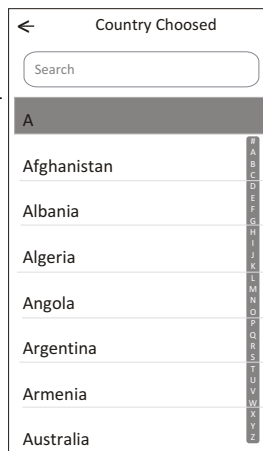 Country Choosed
Search
A
Afghanistan
Albania
Algeria
Angola
Argentina
Armenia
Australia
#
A
B
C
D
E
F
G
H
I
J
K
L
M
N
O
P
Q
R
S
T
U
V
W
X
Y
Z